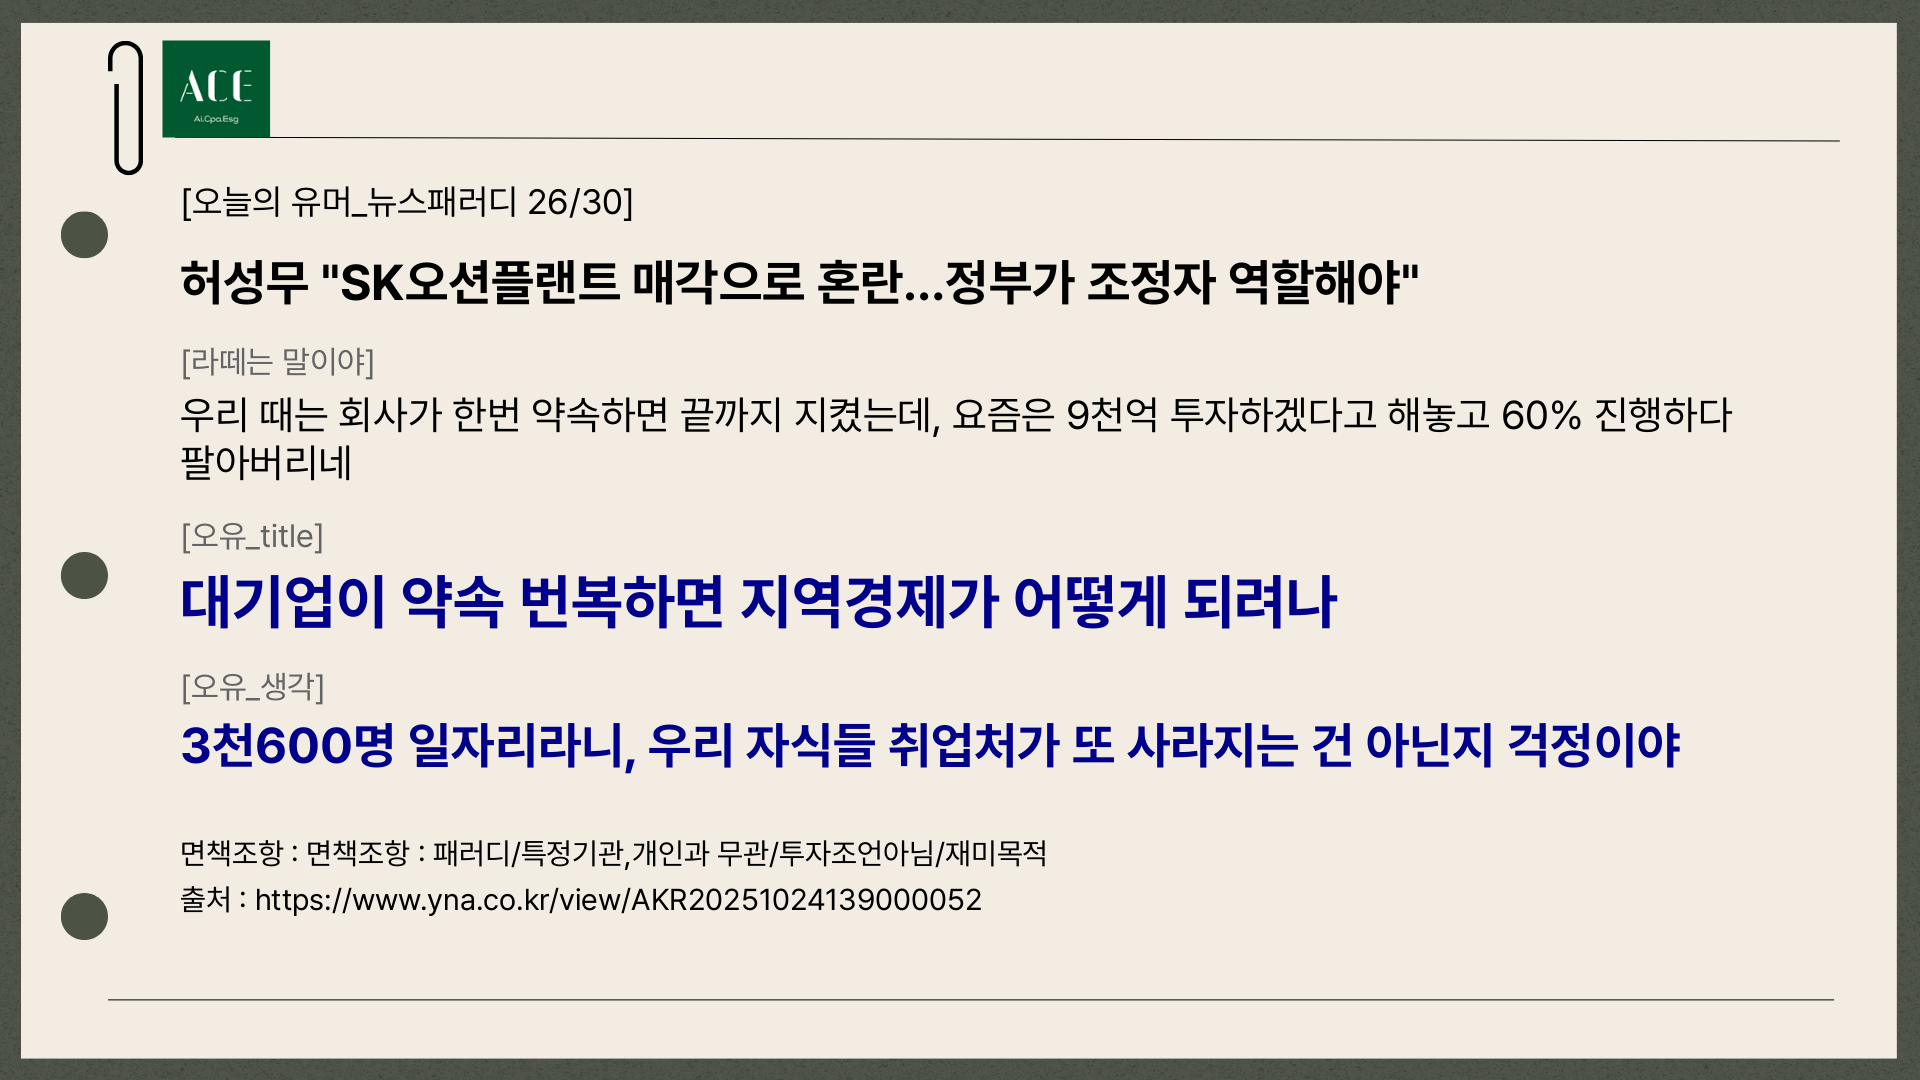 ACE
Ai.Cpa.Esg
[오늘의 유머_뉴스패러디 26/30]
허성무 "SK오션플랜트 매각으로 혼란…정부가 조정자 역할해야"
[라떼는 말이야]
우리 때는 회사가 한번 약속하면 끝까지 지켰는데, 요즘은 9천억 투자하겠다고 해놓고 60% 진행하다
팔아버리네
[오유_title]
대기업이 약속 번복하면 지역경제가 어떻게 되려나
[오유_생각]
3천600명 일자리라니, 우리 자식들 취업처가 또 사라지는 건 아닌지 걱정이야
면책조항 : 면책조항 : 패러디/특정기관,개인과 무관/투자조언아님/재미목적
출처 : https://www.yna.co.kr/view/AKR20251024139000052